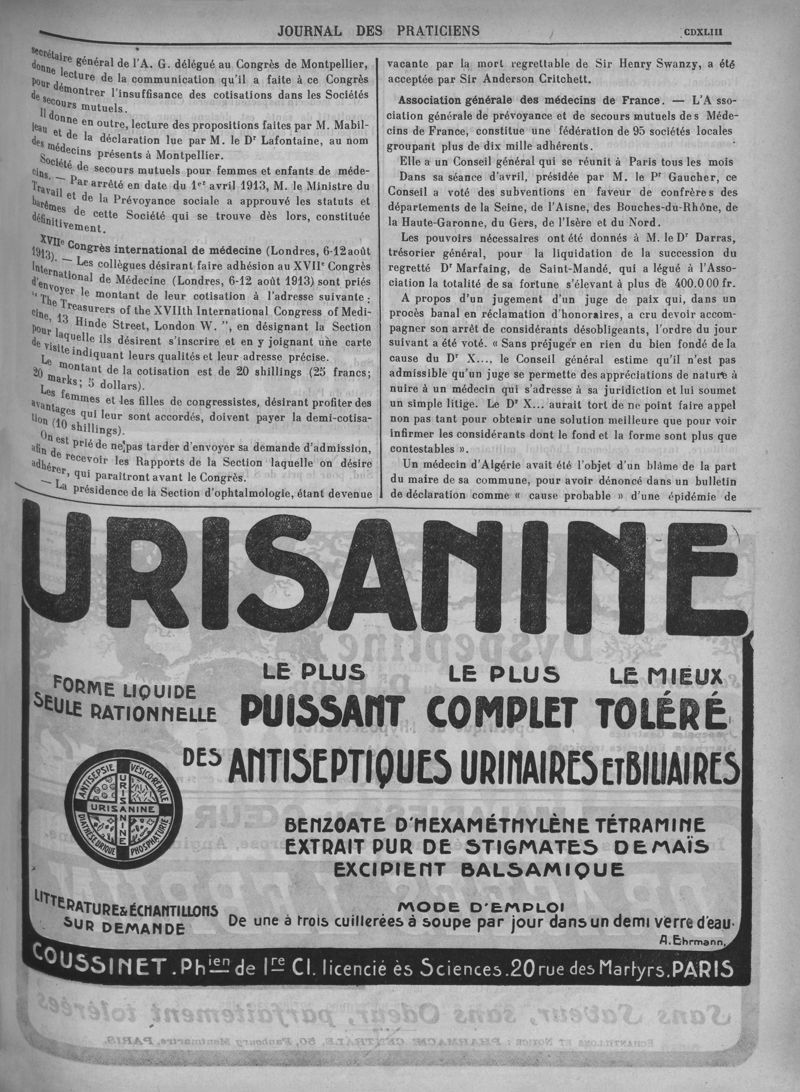 JOURNAL DES PRATICIENS
CDXLIII
secrétaire général de l'A. G. délégué au Congrès de Montpellier,
donne lecture de la communication qu'il a faite à ce Congrès
pour démontrer l'insuffisance des cotisations dans les Sociétés
de secours mutuels.
Il donne en outre, lecture des propositions faites par M. Mabil-
jeau et de la déclaration lue par M. le Dr Lafontaine, au nom
des médecins présents à Montpellier.
Société de secours mutuels pour femmes et enfants de méde-
cins. — Par arrêté en date du 1er avril 1913, M. le Ministre du
Travail et de la Prévoyance sociale a approuvé les statuts et
barêmes de cette Société qui se trouve dès lors, constituée
définitivement.
XVIIe Congrès international de médecine (Londres, 6-12 août
1913). — Les collègues désirant faire adhésion au XVIIe Congrès
International de Médecine (Londres, 6-12 août 1913) sont priés
d'envoyer le montant de leur cotisation à l'adresse suivante :
" The Treasurers of the XVIIth International Congress of Medi-
cine, 13 Hinde Street, London W. ", en désignant la Section
pour laquelle ils désirent s'inscrire et en y joignant une carte
de visite indiquant leurs qualités et leur adresse précise.
Le montant de la cotisation est de 20 shillings (25 francs;
20 marks; 5 dollars).
Les femmes et les filles de congressistes, désirant profiter des
avantages qui leur sont accordés, doivent payer la demi-cotisa-
tion (10 shillings).
On est prié de ne pas tarder d'envoyer sa demande d'admission,
afin de recevoir les Rapports de la Section laquelle on désire
adhérer, qui paraîtront avant le Congrès.
— La présidence de la Section d'ophtalmologie, étant devenue
vacante par la mort regrettable de Sir Henry Swanzy, a été
acceptée par Sir Anderson Critchett.
Association générale des médecins de France. — L'A sso-
ciation générale de prévoyance et de secours mutuels des Méde-
cins de France, constitue une fédération de 95 sociétés locales
groupant plus de dix mille adhérents.
Elle a un Conseil général qui se réunit à Paris tous les mois
Dans sa séance d'avril, présidée par M. le Pr Gaucher, ce
Conseil a voté des subventions en faveur de confrères des
départements de la Seine, de l'Aisne, des Bouches-du-Rhône, de
la Haute-Garonne, du Gers, de l'Isère et du Nord.
Les pouvoirs nécessaires ont été donnés à M. le Dr Darras,
trésorier général, pour la liquidation de la succession du
regretté Dr Marfaing, de Saint-Mandé, qui a légué à l'Asso-
ciation la totalité de sa fortune s'élevant à plus de 400.000 fr.
A propos d'un jugement d'un juge de paix qui, dans un
procès banal en réclamation d'honoraires, a cru devoir accom-
pagner son arrêt de considérants désobligeants, l'ordre du jour
suivant a été voté. « Sans préjuger en rien du bien fondé de la
cause du Dr X..., le Conseil général estime qu'il n'est pas
admissible qu'un juge se permette des appréciations de nature à
nuire à un médecin qui s'adresse à sa juridiction et lui soumet
un simple litige. Le Dr X... aurait tort de ne point faire appel
non pas tant pour obtenir une solution meilleure que pour voir
infirmer les considérants dont le fond et la forme sont plus que
contestables ».
Un médecin d'Algérie avait été l'objet d'un blâme de la part
du maire de sa commune, pour avoir dénoncé dans un bulletin
de déclaration comme « cause probable » d'une épidémie de
URISANINE
FORME LIQUIDE
SEULE RATIONNELLE
LE PLUS LE PLUS LE MIEUX
PUISSANT COMPLET TOLÉRÉ
DES ANTISEPTIQUES URINAIRES ET BILIAIRES
ANTISEPSIE VESICO-RÉNALE
URISANINE
URISANINE
DIATHÈSE URIQUE PHOSPHATURIE
BENZOATE D'HEXAMÉTHYLÈNE TÉTRAMINE
EXTRAIT PUR DE STIGMATES DE MAÏS
EXCIPIENT BALSAMIQUE
LITTERATURE & ÉCHANTILLONS
SUR DEMANDE
MODE D'EMPLOI
De une à trois cuillerées à soupe par jour dans un demi verre d'eau.
A. Ehrmann.
COUSSINET. Phien de 1re Cl. licencié ès Sciences. 20 rue des Martyrs. PARIS